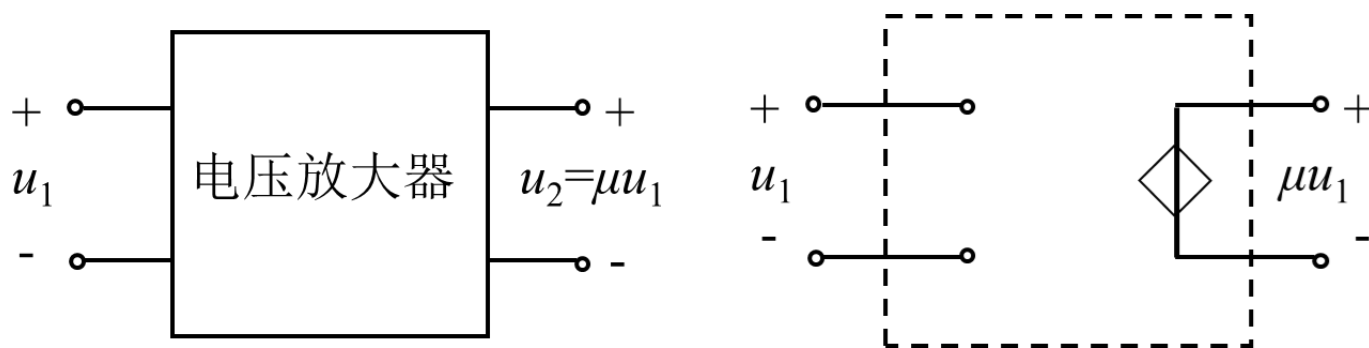 + + + +
u₁ 电压放大器 u₂=μu₁ u₁ μu₁
- - - -